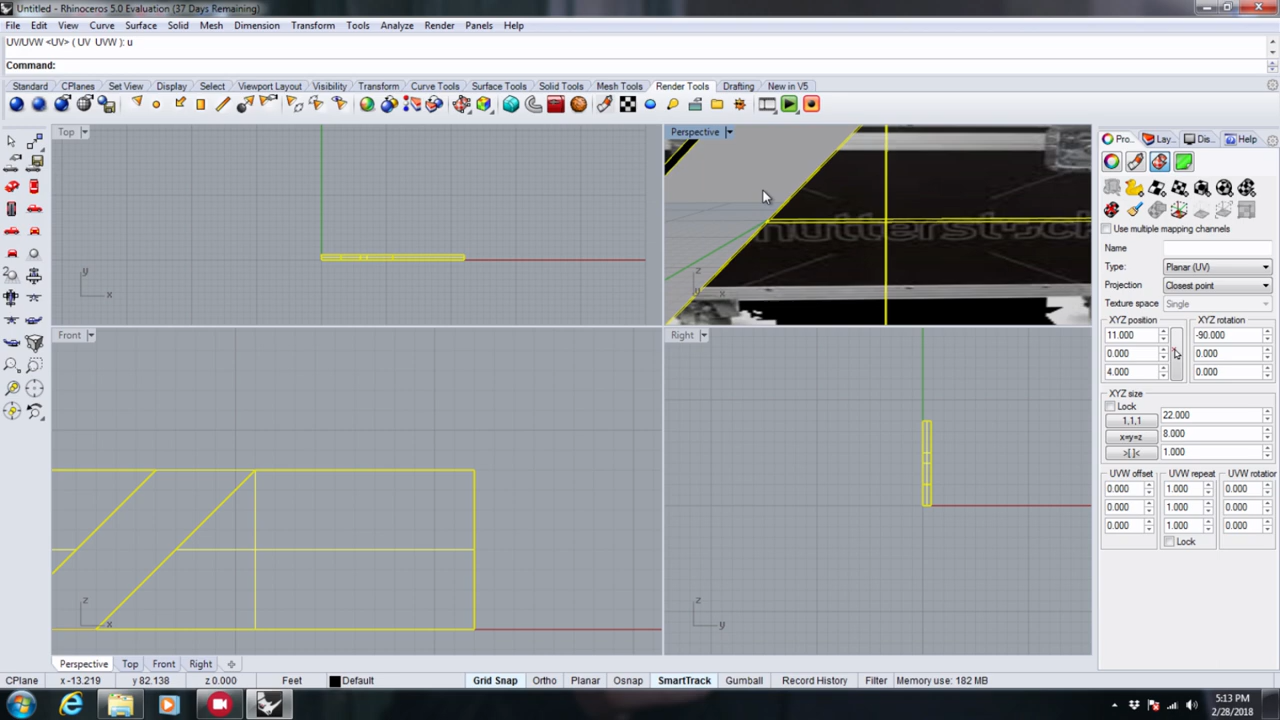 Untitled - Rhinoceros 5.0 Evaluation (37 Days Remaining)
File Edit View Curve Surface Solid Mesh Dimension Transform Tools Analyze Render Panels Help
UV/UVW <UV> ( UV UVW ): u
Command:
Standard CPlanes Set View Display Select Viewport Layout Visibility Transform Curve Tools Surface Tools Solid Tools Mesh Tools Render Tools Drafting New in V5
Top
Perspective
Pro... Lay... Dis... Help
Use multiple mapping channels
Name
Type: Planar (UV)
Projection Closest point
Texture space Single
XYZ position XYZ rotation
11.000 -90.000
0.000 0.000
4.000 0.000
XYZ size
Lock
1,1,1 22.000
x=y=z 8.000
>[ ]< 1.000
UVW offset UVW repeat UVW rotation
0.000 1.000 0.000
0.000 1.000 0.000
0.000 1.000 0.000
Lock
y
x
z
y
x
hutterstock
Front
Right
z
x
z
y
Perspective Top Front Right
CPlane x -13.219 y 82.138 z 0.000 Feet Default Grid Snap Ortho Planar Osnap SmartTrack Gumball Record History Filter Memory use: 182 MB
5:13 PM
2/28/2018